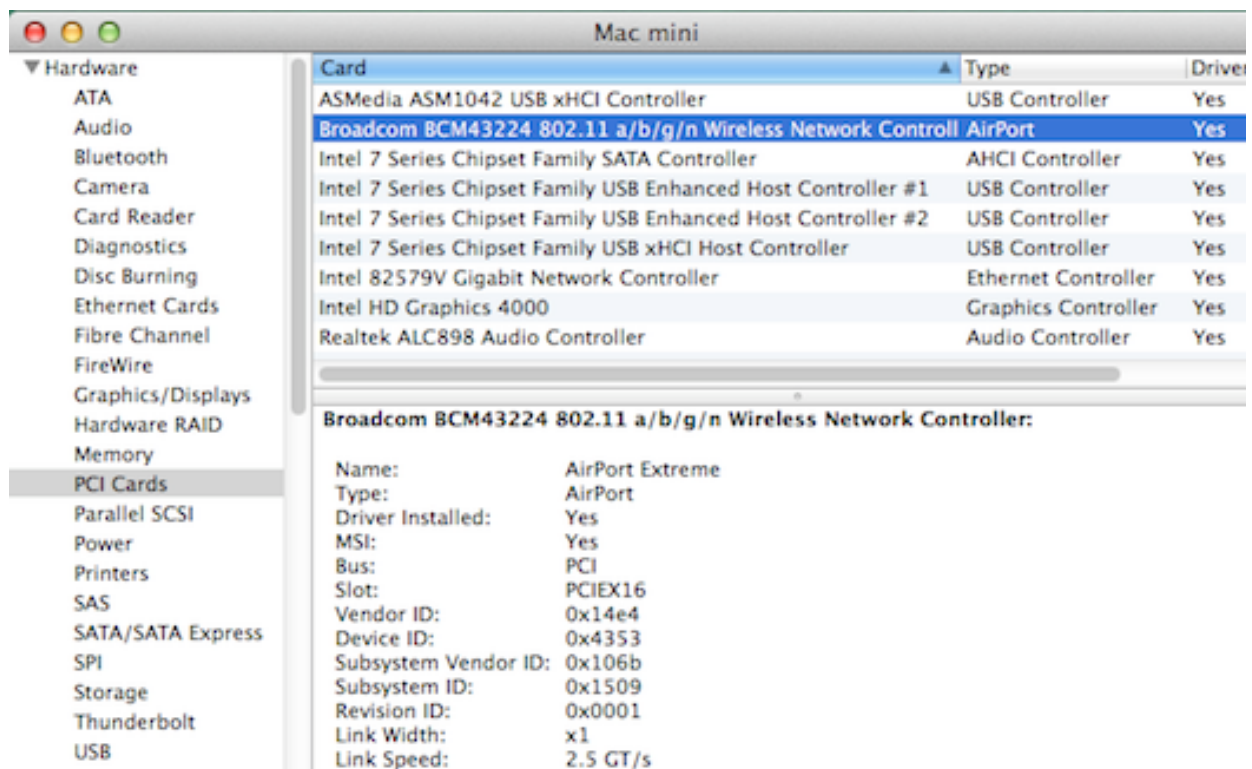 Mac mini
Hardware
ATA
Audio
Bluetooth
Camera
Card Reader
Diagnostics
Disc Burning
Ethernet Cards
Fibre Channel
FireWire
Graphics/Displays
Hardware RAID
Memory
PCI Cards
Parallel SCSI
Power
Printers
SAS
SATA/SATA Express
SPI
Storage
Thunderbolt
USB
Card Type Driver
ASMedia ASM1042 USB xHCI Controller USB Controller Yes
Broadcom BCM43224 802.11 a/b/g/n Wireless Network Controll AirPort Yes
Intel 7 Series Chipset Family SATA Controller AHCI Controller Yes
Intel 7 Series Chipset Family USB Enhanced Host Controller #1 USB Controller Yes
Intel 7 Series Chipset Family USB Enhanced Host Controller #2 USB Controller Yes
Intel 7 Series Chipset Family USB xHCI Host Controller USB Controller Yes
Intel 82579V Gigabit Network Controller Ethernet Controller Yes
Intel HD Graphics 4000 Graphics Controller Yes
Realtek ALC898 Audio Controller Audio Controller Yes
Broadcom BCM43224 802.11 a/b/g/n Wireless Network Controller:
Name: AirPort Extreme
Type: AirPort
Driver Installed: Yes
MSI: Yes
Bus: PCI
Slot: PCIEX16
Vendor ID: 0x14e4
Device ID: 0x4353
Subsystem Vendor ID: 0x106b
Subsystem ID: 0x1509
Revision ID: 0x0001
Link Width: x1
Link Speed: 2.5 GT/s